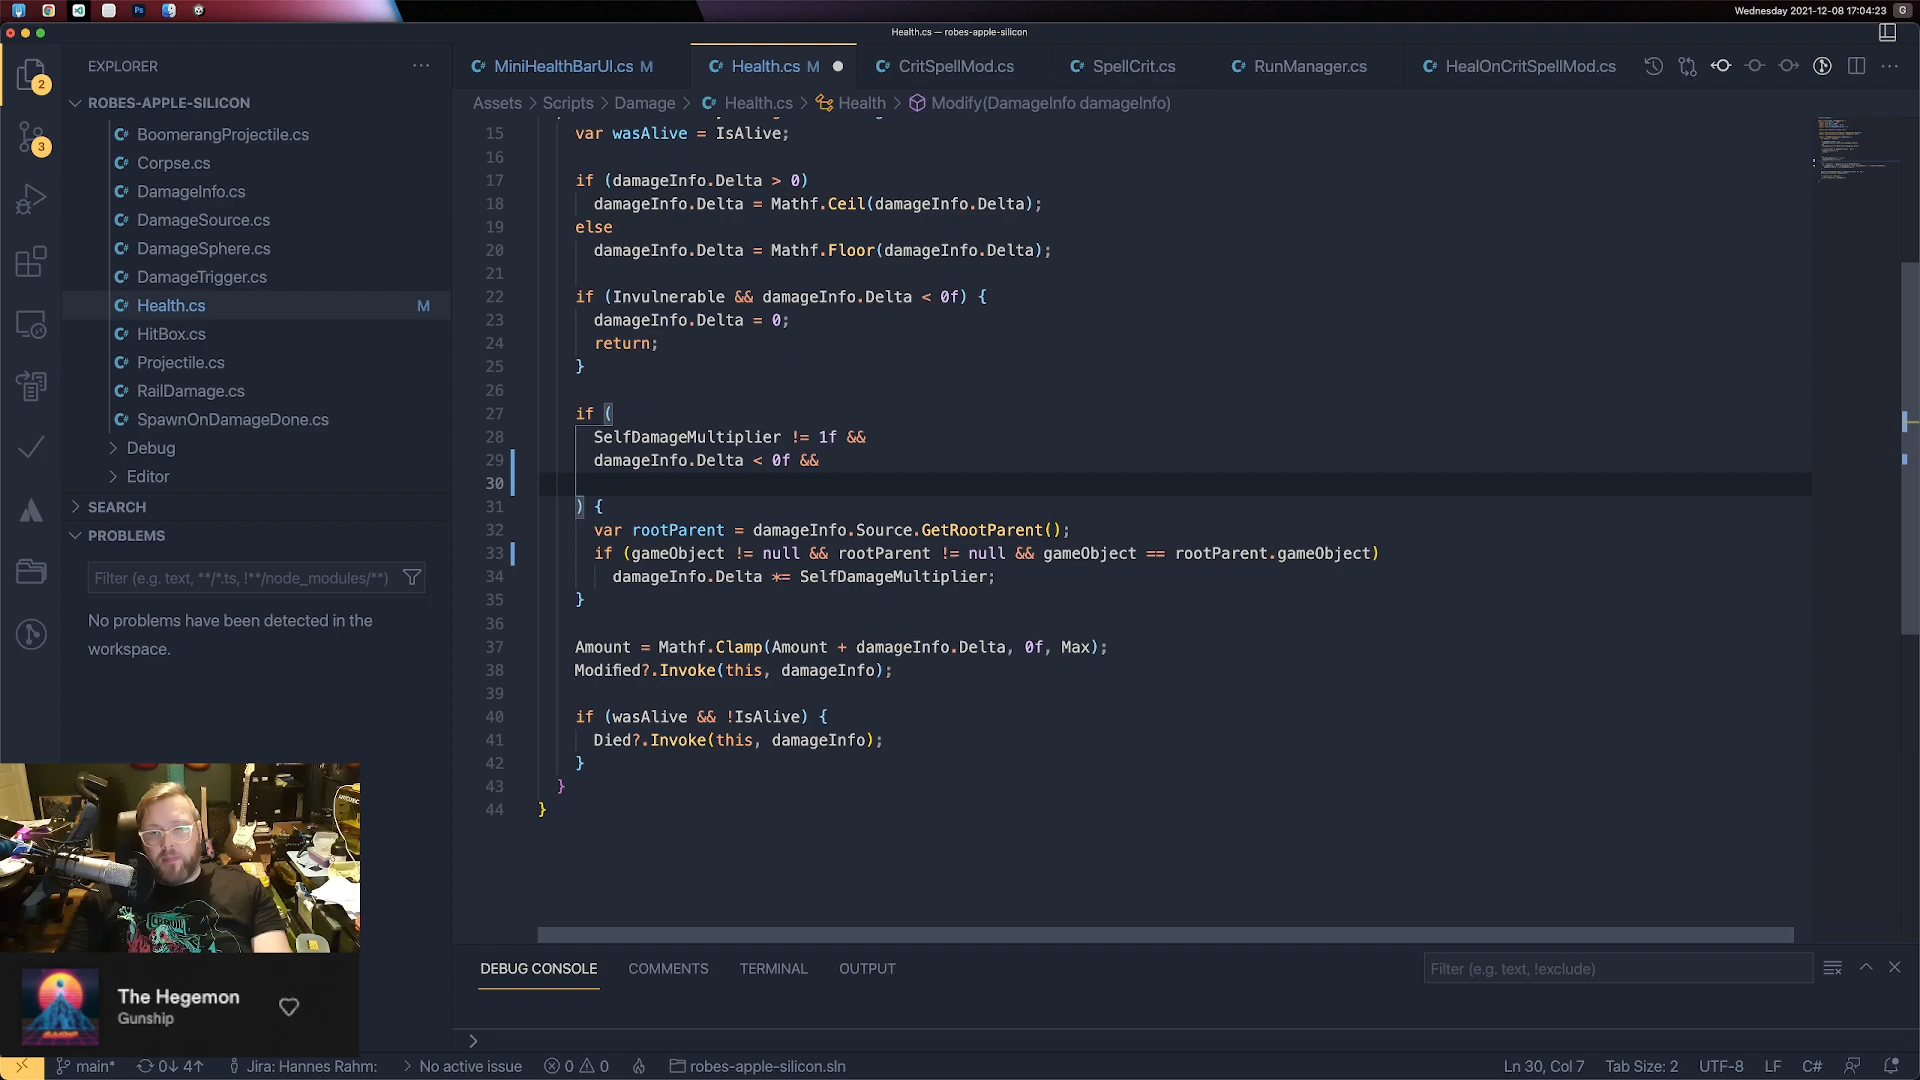 Wednesday 2021-12-08 17:04:23
Health.cs — robes-apple-silicon
EXPLORER
ROBES-APPLE-SILICON
BoomerangProjectile.cs
Corpse.cs
DamageInfo.cs
DamageSource.cs
DamageSphere.cs
DamageTrigger.cs
Health.cs M
HitBox.cs
Projectile.cs
RailDamage.cs
SpawnOnDamageDone.cs
Debug
Editor
SEARCH
PROBLEMS
Filter (e.g. text, **/*.ts, !**/node_modules/**)
No problems have been detected in the
workspace.
2
3
MiniHealthBarUI.cs M Health.cs M CritSpellMod.cs SpellCrit.cs RunManager.cs HealOnCritSpellMod.cs
Assets > Scripts > Damage > Health.cs > Health > Modify(DamageInfo damageInfo)
15 var wasAlive = IsAlive;
16
17 if (damageInfo.Delta > 0)
18 damageInfo.Delta = Mathf.Ceil(damageInfo.Delta);
19 else
20 damageInfo.Delta = Mathf.Floor(damageInfo.Delta);
21
22 if (Invulnerable && damageInfo.Delta < 0f) {
23 damageInfo.Delta = 0;
24 return;
25 }
26
27 if (
28 SelfDamageMultiplier != 1f &&
29 damageInfo.Delta < 0f &&
30
31 ) {
32 var rootParent = damageInfo.Source.GetRootParent();
33 if (gameObject != null && rootParent != null && gameObject == rootParent.gameObject)
34 damageInfo.Delta *= SelfDamageMultiplier;
35 }
36
37 Amount = Mathf.Clamp(Amount + damageInfo.Delta, 0f, Max);
38 Modified?.Invoke(this, damageInfo);
39
40 if (wasAlive && !IsAlive) {
41 Died?.Invoke(this, damageInfo);
42 }
43 }
44 }
DEBUG CONSOLE COMMENTS TERMINAL OUTPUT
Filter (e.g. text, !exclude)
The Hegemon
Gunship
main* 0↓ 4↑ Jira: Hannes Rahm: > No active issue 0 0 robes-apple-silicon.sln
Ln 30, Col 7 Tab Size: 2 UTF-8 LF C#